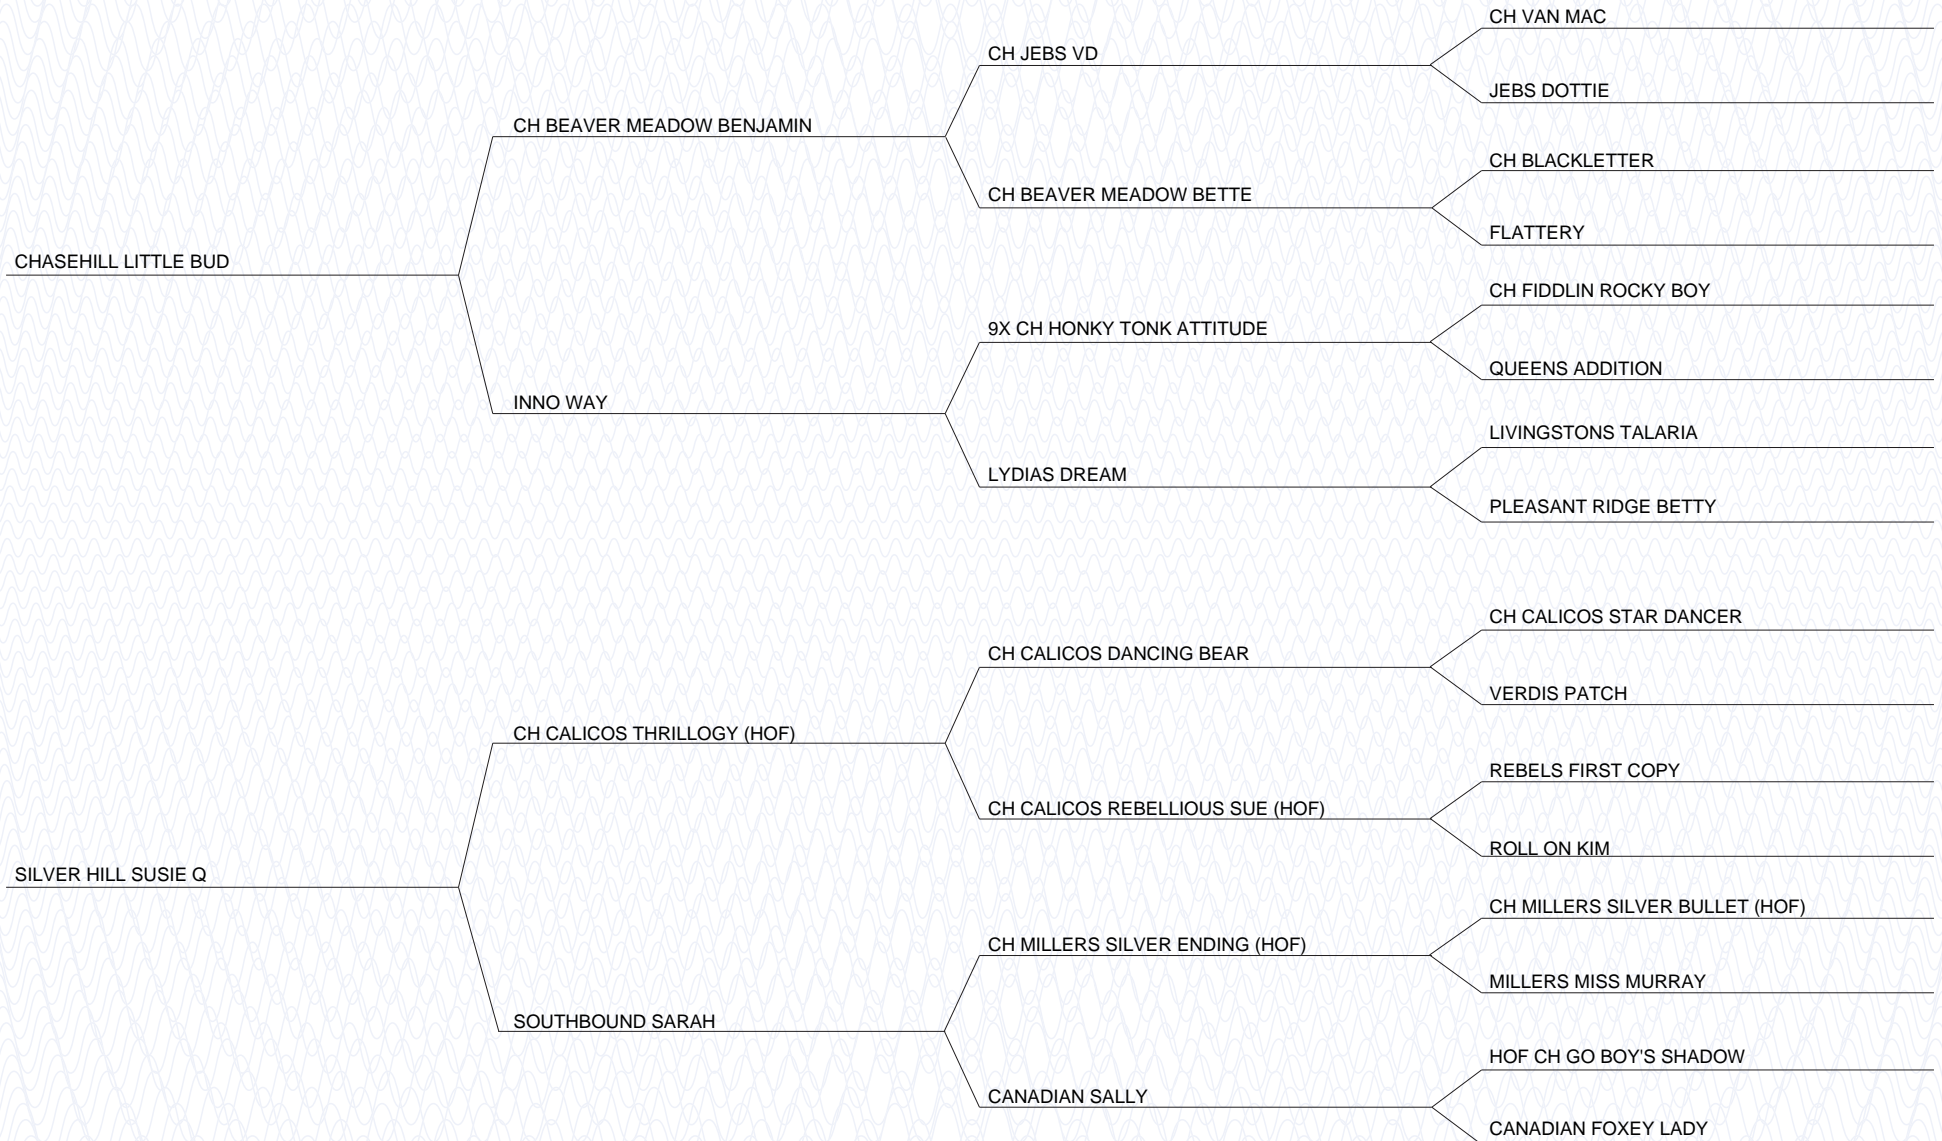 CH VAN MAC
CH JEBS VD
JEBS DOTTIE
CH BEAVER MEADOW BENJAMIN
CH BLACKLETTER
CH BEAVER MEADOW BETTE
FLATTERY
CHASEHILL LITTLE BUD
CH FIDDLIN ROCKY BOY
9X CH HONKY TONK ATTITUDE
QUEENS ADDITION
INNO WAY
LIVINGSTONS TALARIA
LYDIAS DREAM
PLEASANT RIDGE BETTY
CH CALICOS STAR DANCER
CH CALICOS DANCING BEAR
VERDIS PATCH
CH CALICOS THRILLOGY (HOF)
REBELS FIRST COPY
CH CALICOS REBELLIOUS SUE (HOF)
ROLL ON KIM
SILVER HILL SUSIE Q
CH MILLERS SILVER BULLET (HOF)
CH MILLERS SILVER ENDING (HOF)
MILLERS MISS MURRAY
SOUTHBOUND SARAH
HOF CH GO BOY'S SHADOW
CANADIAN SALLY
CANADIAN FOXEY LADY